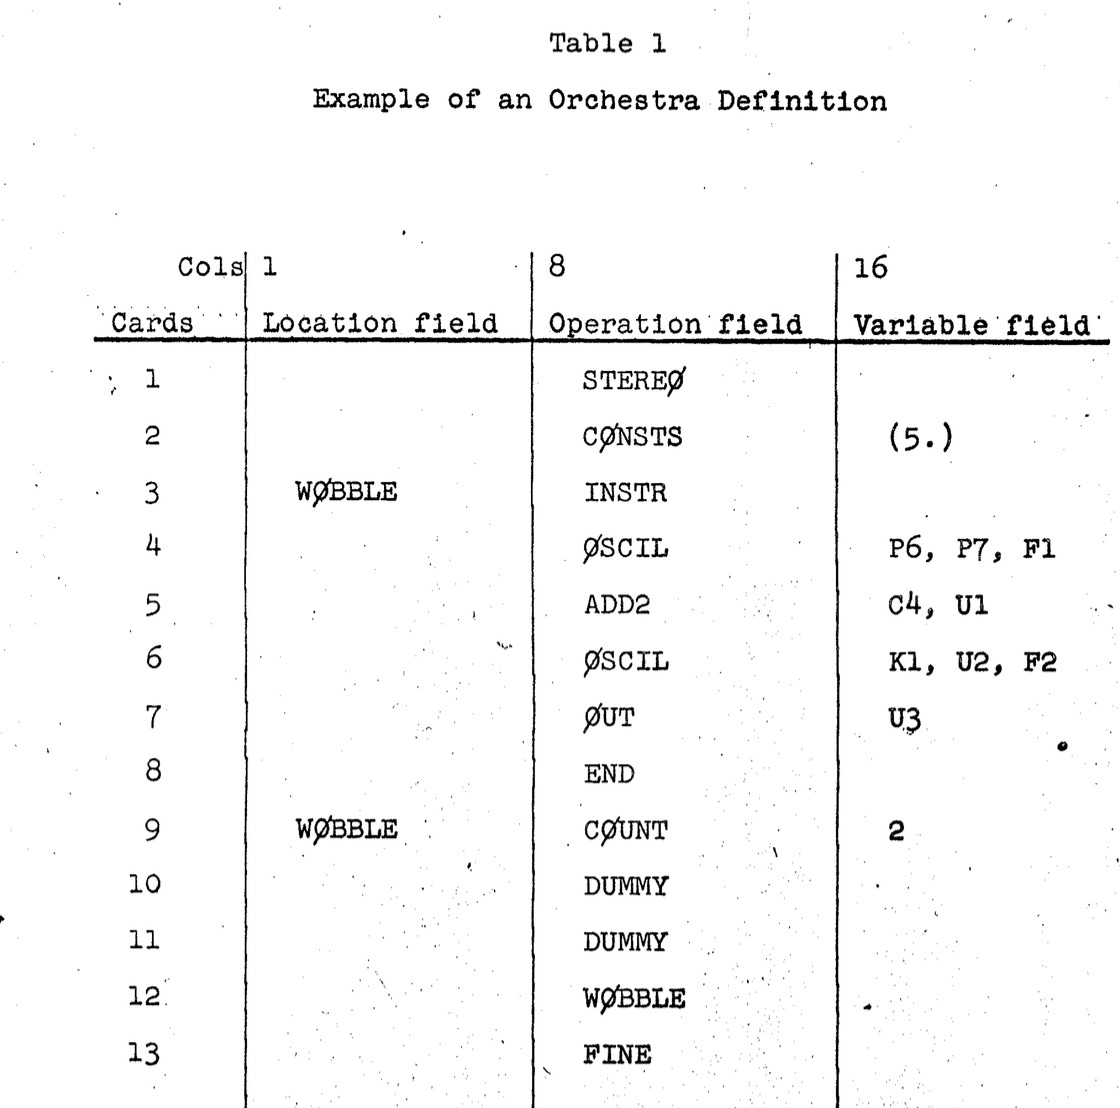 Table 1
Example of an Orchestra Definition
Cols 1 8 16
Cards Location field Operation field Variable field
1 STEREØ
2 CØNSTS (5.)
3 WØBBLE INSTR
4 ØSCIL P6, P7, F1
5 ADD2 C4, U1
6 ØSCIL K1, U2, F2
7 ØUT U3
8 END
9 WØBBLE CØUNT 2
10 DUMMY
11 DUMMY
12 WØBBLE
13 FINE